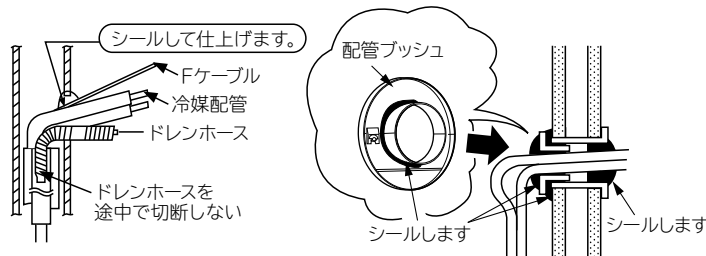 シールして仕上げます。
Fケーブル
冷媒配管
ドレンホース
ドレンホースを
途中で切断しない
配管ブッシュ
シールします
シールします